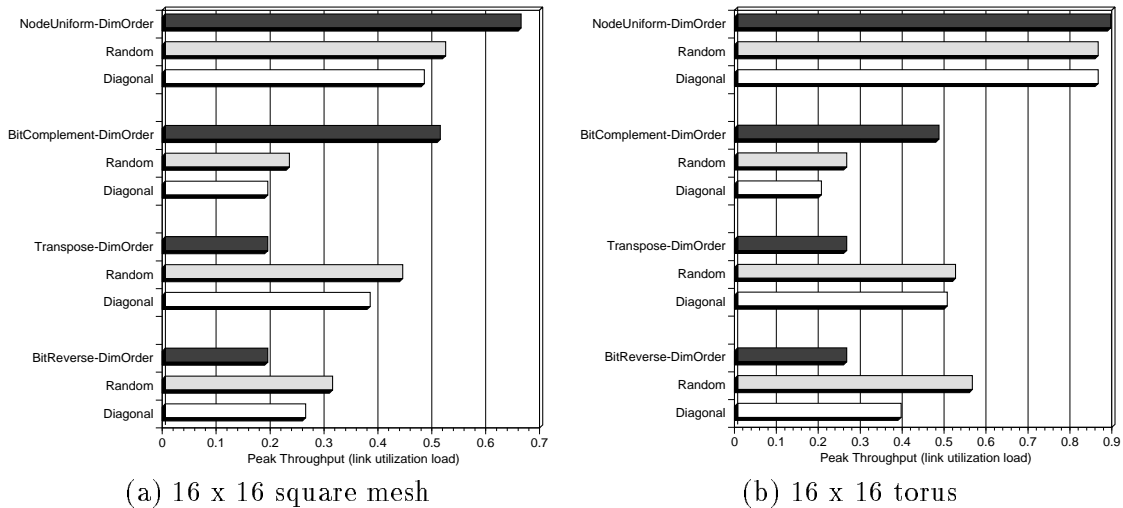 NodeUniform-DimOrder
Random
Diagonal
BitComplement-DimOrder
Random
Diagonal
Transpose-DimOrder
Random
Diagonal
BitReverse-DimOrder
Random
Diagonal
0 0.1 0.2 0.3 0.4 0.5 0.6 0.7
Peak Throughput (link utilization load)
(a) 16 x 16 square mesh
NodeUniform-DimOrder
Random
Diagonal
BitComplement-DimOrder
Random
Diagonal
Transpose-DimOrder
Random
Diagonal
BitReverse-DimOrder
Random
Diagonal
0 0.1 0.2 0.3 0.4 0.5 0.6 0.7 0.8 0.9
Peak Throughput (link utilization load)
(b) 16 x 16 torus